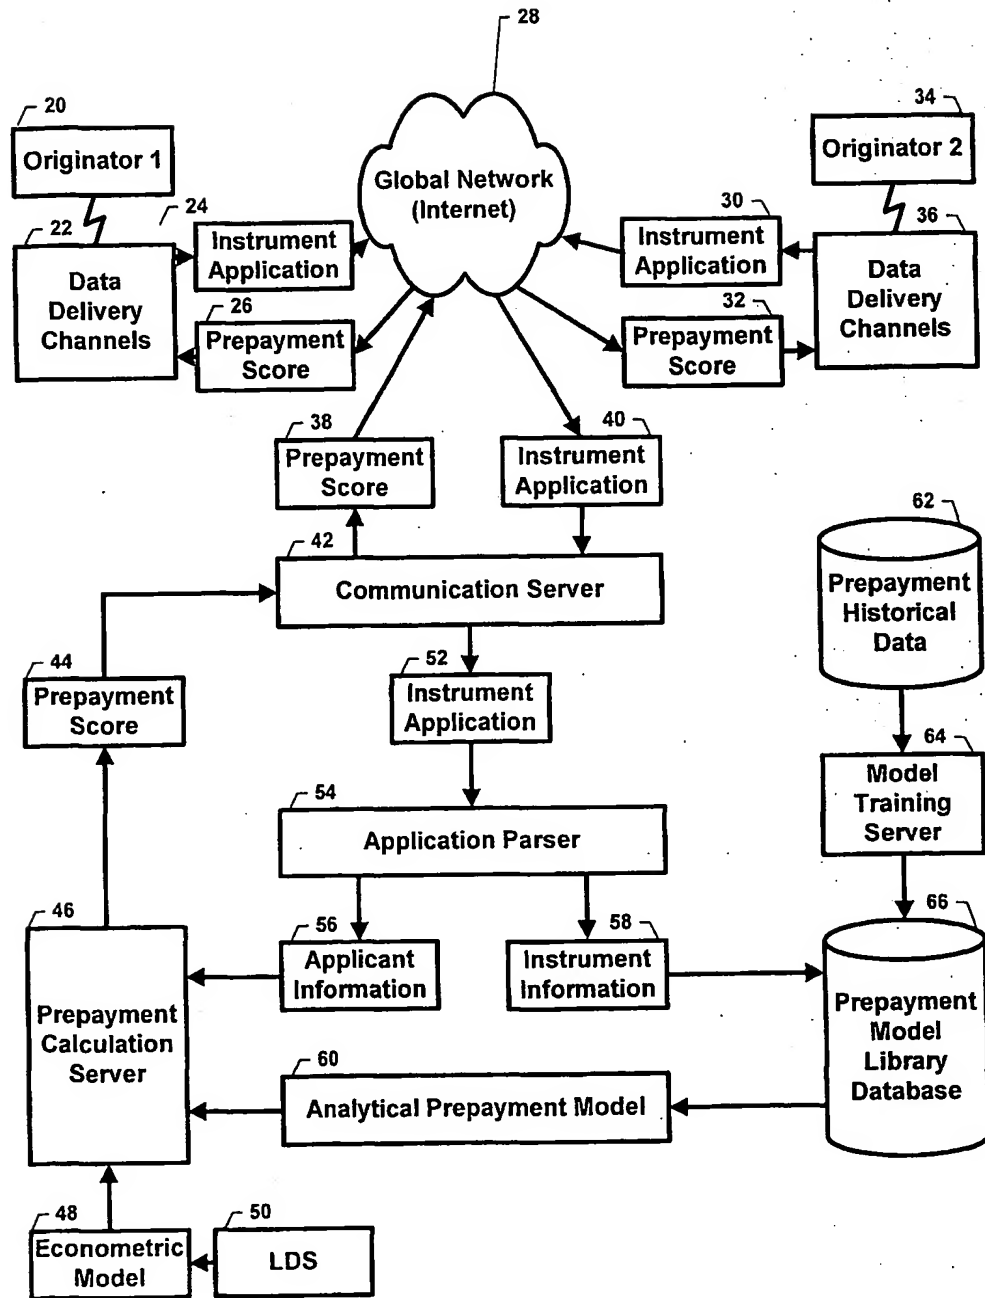 28
20
34
Originator 1
Originator 2
Global Network
(Internet)
24
30
22
36
Instrument
Application
Instrument
Application
Data
Delivery
Channels
Data
Delivery
Channels
26
32
Prepayment
Score
Prepayment
Score
38
40
Prepayment
Score
Instrument
Application
42
62
Communication Server
Prepayment
Historical
Data
44
52
Prepayment
Score
Instrument
Application
64
Model
Training
Server
54
Application Parser
46
56
58
66
Applicant
Information
Instrument
Information
Prepayment
Calculation
Server
Prepayment
Model
Library
Database
60
Analytical Prepayment Model
48
50
Econometric
Model
LDS